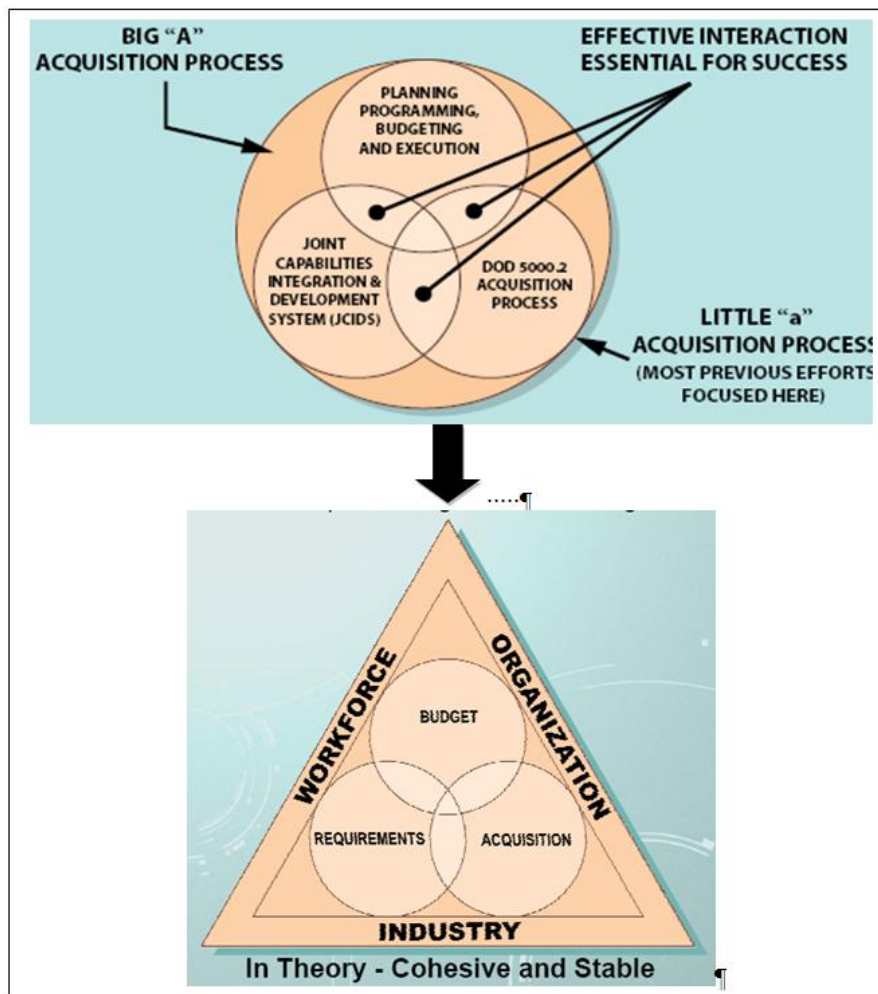 BIG “A”
ACQUISITION PROCESS
EFFECTIVE INTERACTION
ESSENTIAL FOR SUCCESS
PLANNING
PROGRAMMING,
BUDGETING
AND EXECUTION
JOINT
CAPABILITIES
INTEGRATION &
DEVELOPMENT
SYSTEM (JCIDS)
DOD 5000.2
ACQUISITION
PROCESS
LITTLE “a”
ACQUISITION PROCESS
(MOST PREVIOUS EFFORTS
FOCUSED HERE)
.....¶
WORKFORCE
ORGANIZATION
BUDGET
REQUIREMENTS
ACQUISITION
INDUSTRY
In Theory - Cohesive and Stable
¶